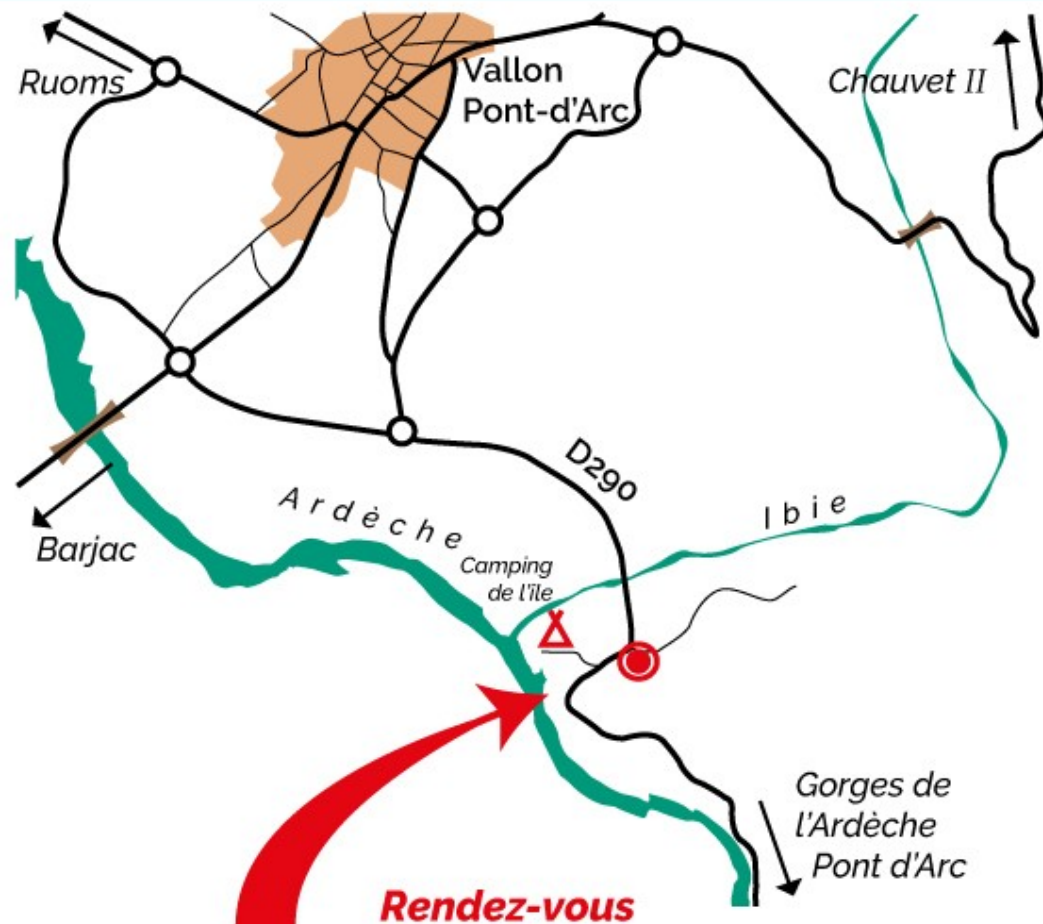 Ruoms
Vallon
Pont-d'Arc
Chauvet II
D290
Ardèche
Ibie
Barjac
Camping
de l'île
Gorges de
l'Ardèche
Pont d'Arc
Rendez-vous